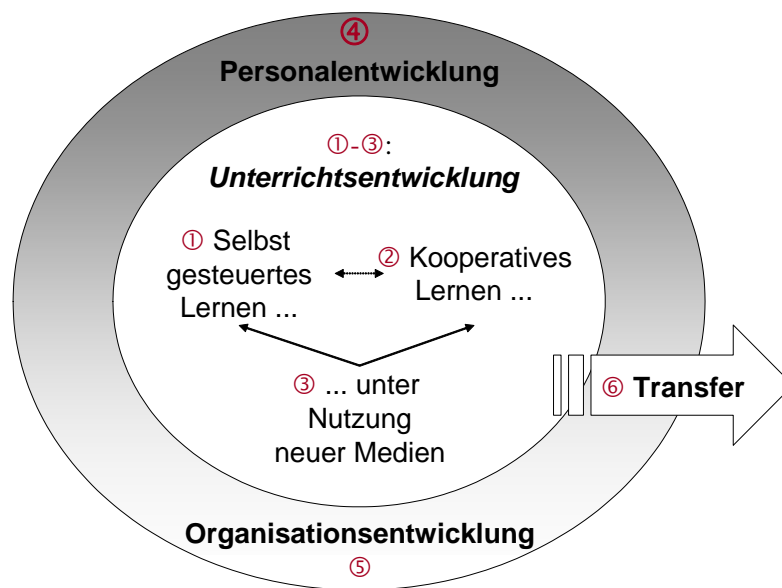 ④
Personalentwicklung
①-③:
Unterrichtsentwicklung
① Selbst
gesteuertes
Lernen ...
② Kooperatives
Lernen ...
③ ... unter
Nutzung
neuer Medien
⑥ Transfer
Organisationsentwicklung
⑤